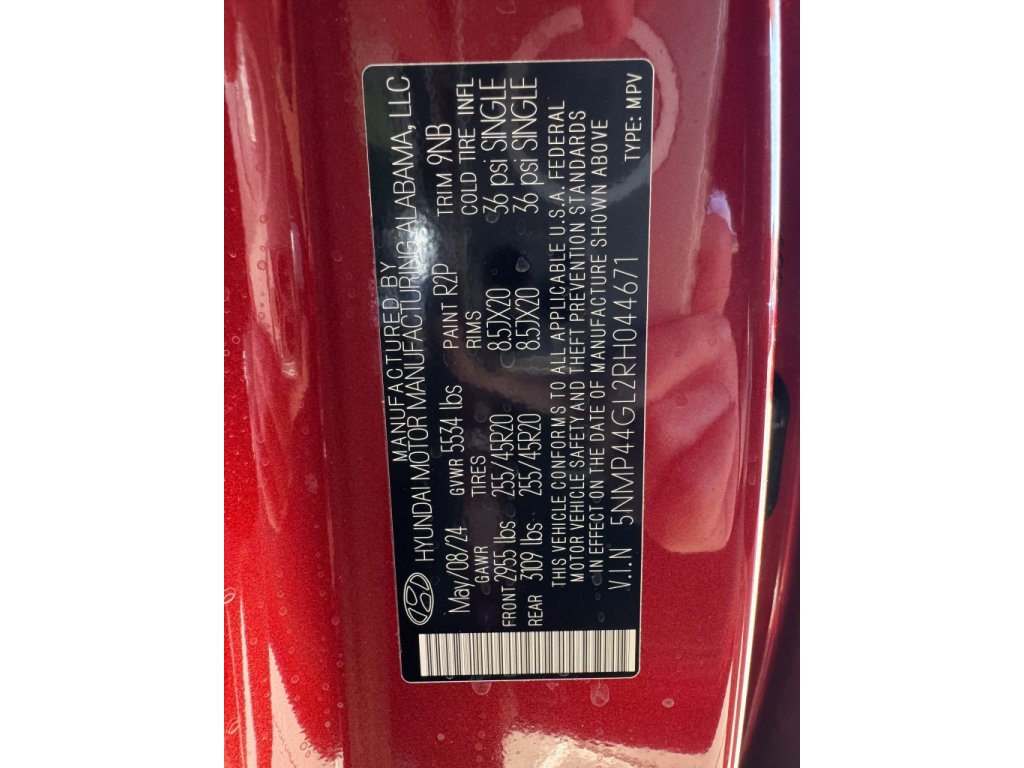 MANUFACTURED BY
HYUNDAI MOTOR MANUFACTURING ALABAMA, LLC
May/08/24 GVWR 5534 lbs PAINT R2P TRIM 9NB
GAWR TIRES RIMS COLD TIRE INFL
FRONT 2955 lbs 255/45R20 8.5JX20 36 psi SINGLE
REAR 3109 lbs 255/45R20 8.5JX20 36 psi SINGLE
THIS VEHICLE CONFORMS TO ALL APPLICABLE U.S.A. FEDERAL
MOTOR VEHICLE SAFETY AND THEFT PREVENTION STANDARDS
IN EFFECT ON THE DATE OF MANUFACTURE SHOWN ABOVE
V.I.N 5NMP44GL2RH044671 TYPE: MPV